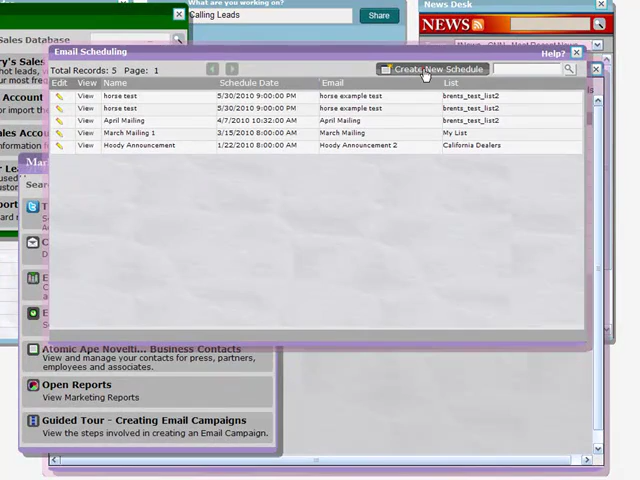 What are you working on?
Calling Leads
Share
News Desk
NEWS
Sales Database
Account
Email Scheduling
Help?
Total Records: 5 Page: 1
Create New Schedule
Edit View Name Schedule Date Email List
View horse test 5/30/2010 9:00:00 PM horse example test brents_test_list2
View horse test 5/30/2010 9:00:00 PM horse example test brents_test_list2
View April Mailing 4/7/2010 10:32:00 AM April Mailing brents_test_list2
View March Mailing 1 3/15/2010 8:00:00 AM March Mailing My List
View Hoody Announcement 1/22/2010 8:00:00 AM Hoody Announcement 2 California Dealers
Atomic Ape Novelti... Business Contacts
View and manage your contacts for press, partners,
employees and associates.
Open Reports
View Marketing Reports
Guided Tour - Creating Email Campaigns
View the steps involved in creating an Email Campaign.